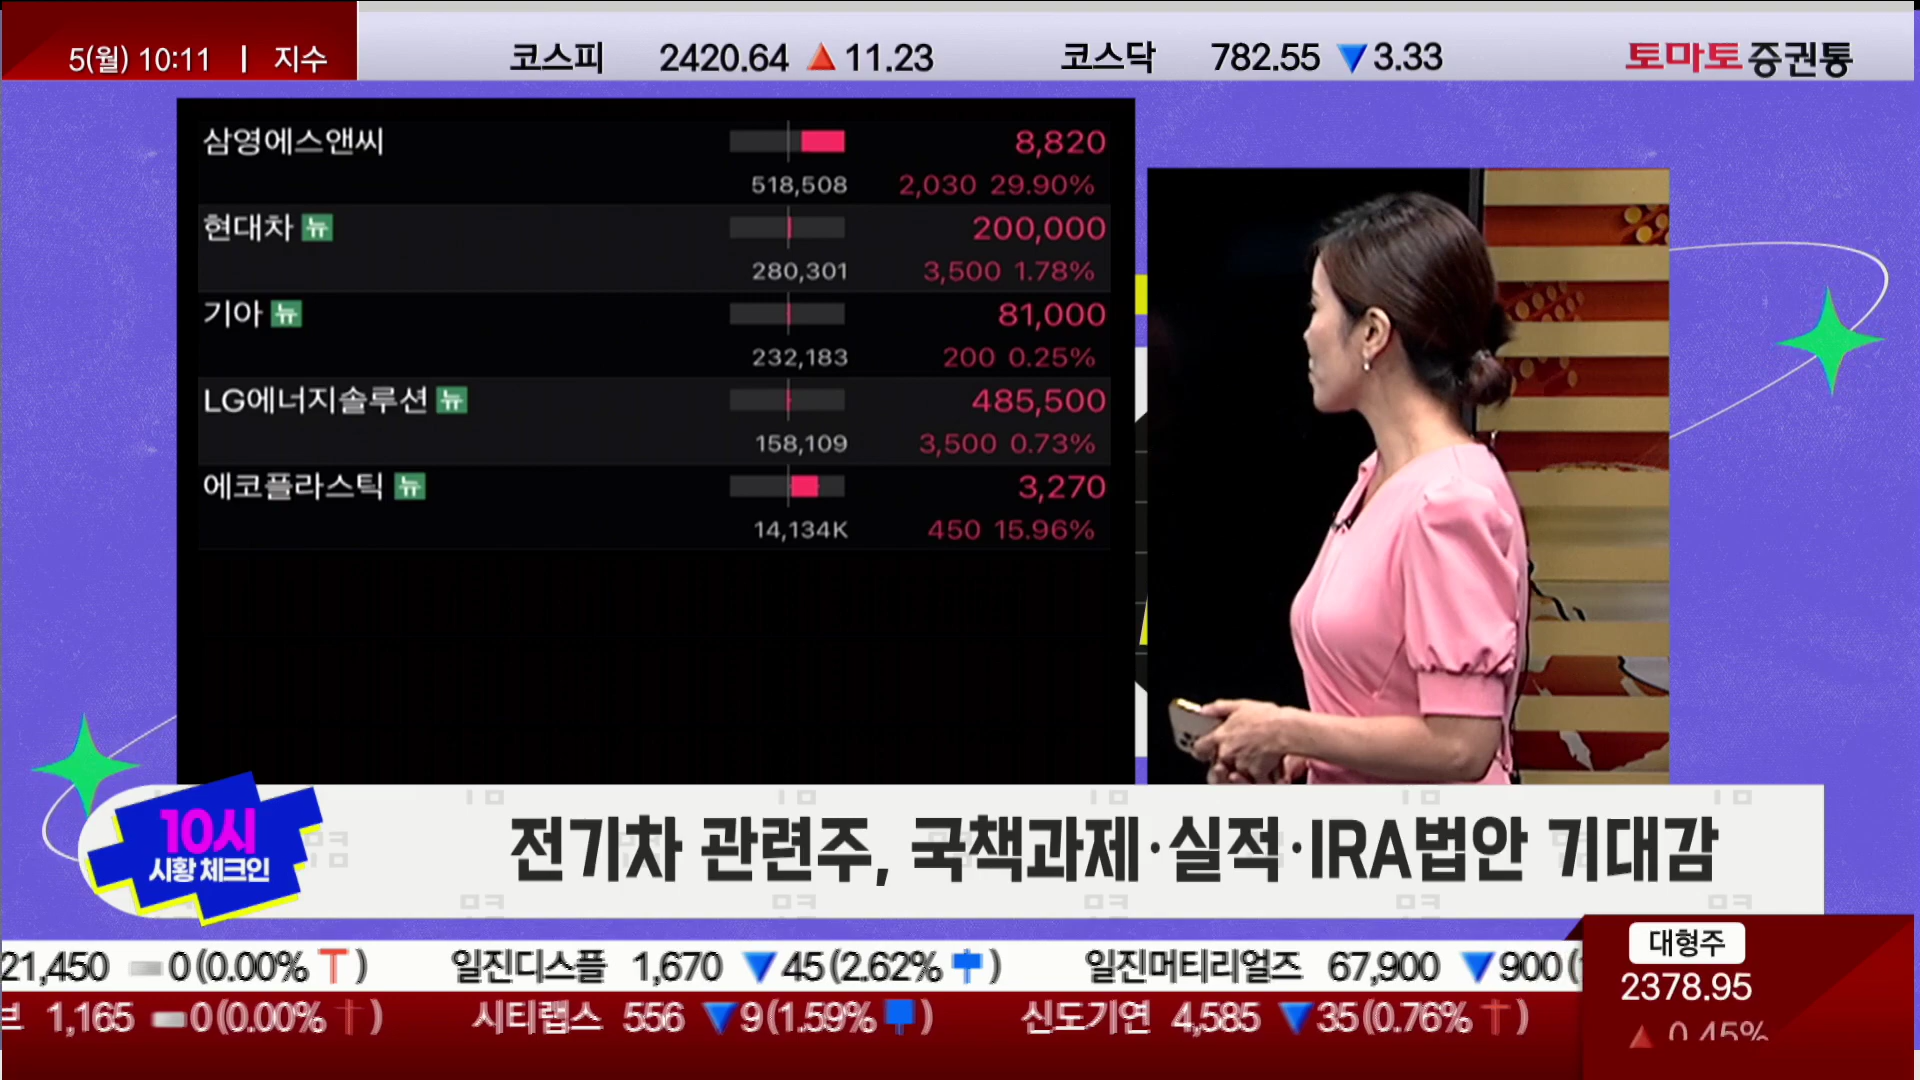 5(월) 10:11 | 지수
코스피 2420.64 ▲ 11.23 코스닥 782.55 ▼ 3.33
토마토증권통
삼영에스앤씨 8,820
518,508 2,030 29.90%
현대차 뉴 200,000
280,301 3,500 1.78%
기아 뉴 81,000
232,183 200 0.25%
LG에너지솔루션 뉴 485,500
158,109 3,500 0.73%
에코플라스틱 뉴 3,270
14,134K 450 15.96%
10시
시황 체크인
전기차 관련주, 국책과제·실적·IRA법안 기대감
21,450 0(0.00%) 일진디스플 1,670 ▼45(2.62%) 일진머티리얼즈 67,900 ▼900(
브 1,165 0(0.00%) 시티랩스 556 ▼9(1.59%) 신도기연 4,585 ▼35(0.76%)
대형주
2378.95
▲ 0.45%